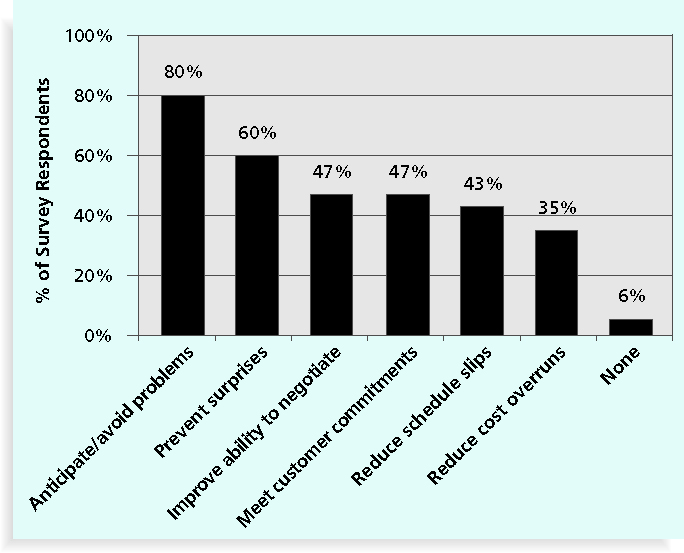 100%
80%
60%
40%
20%
0%
% of Survey Respondents
80%
60%
47%
47%
43%
35%
6%
Anticipate/avoid problems
Prevent surprises
Improve ability to negotiate
Meet customer commitments
Reduce schedule slips
Reduce cost overruns
None